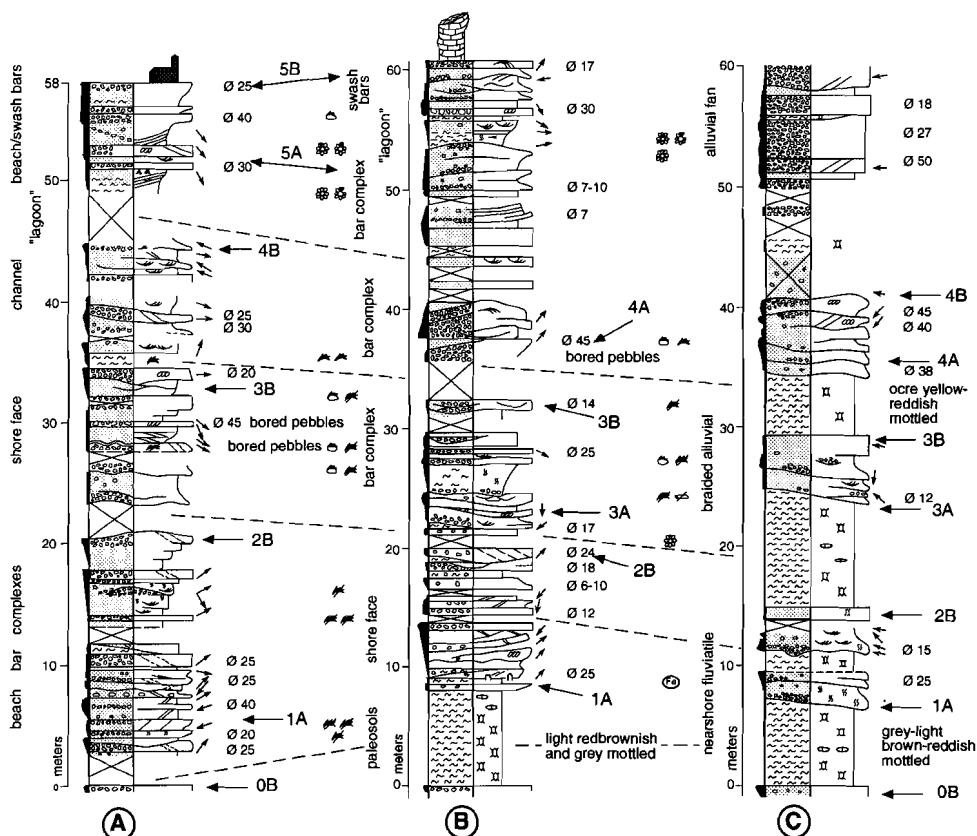 58
50
40
30
20
10
0
meters
beach/swash bars
"lagoon"
channel
shore face
bar complexes
beach
5B
Ø 25
Ø 40
5A
Ø 30
4B
Ø 25
Ø 30
Ø 20
3B
Ø 45 bored pebbles
bored pebbles
2B
Ø 25
Ø 25
Ø 40
1A
Ø 20
Ø 25
0B
A
60
50
40
30
20
10
0
meters
swash bars
"lagoon"
bar complex
bar complex
bar complex
shore face
paleosols
Ø 17
Ø 30
Ø 7-10
Ø 7
4A
Ø 45
bored pebbles
Ø 14
3B
Ø 25
3A
Ø 17
Ø 24
2B
Ø 18
Ø 6-10
Ø 12
Ø 25
Fe
1A
light redbrownish
and grey mottled
B
60
50
40
30
20
10
0
meters
alluvial fan
braided alluvial
nearshore fluviatile
Ø 18
Ø 27
Ø 50
4B
Ø 45
Ø 40
4A
Ø 38
ocre yellow-
reddish
mottled
3B
Ø 12
3A
2B
Ø 15
Ø 25
1A
grey-light
brown-reddish
mottled
0B
C